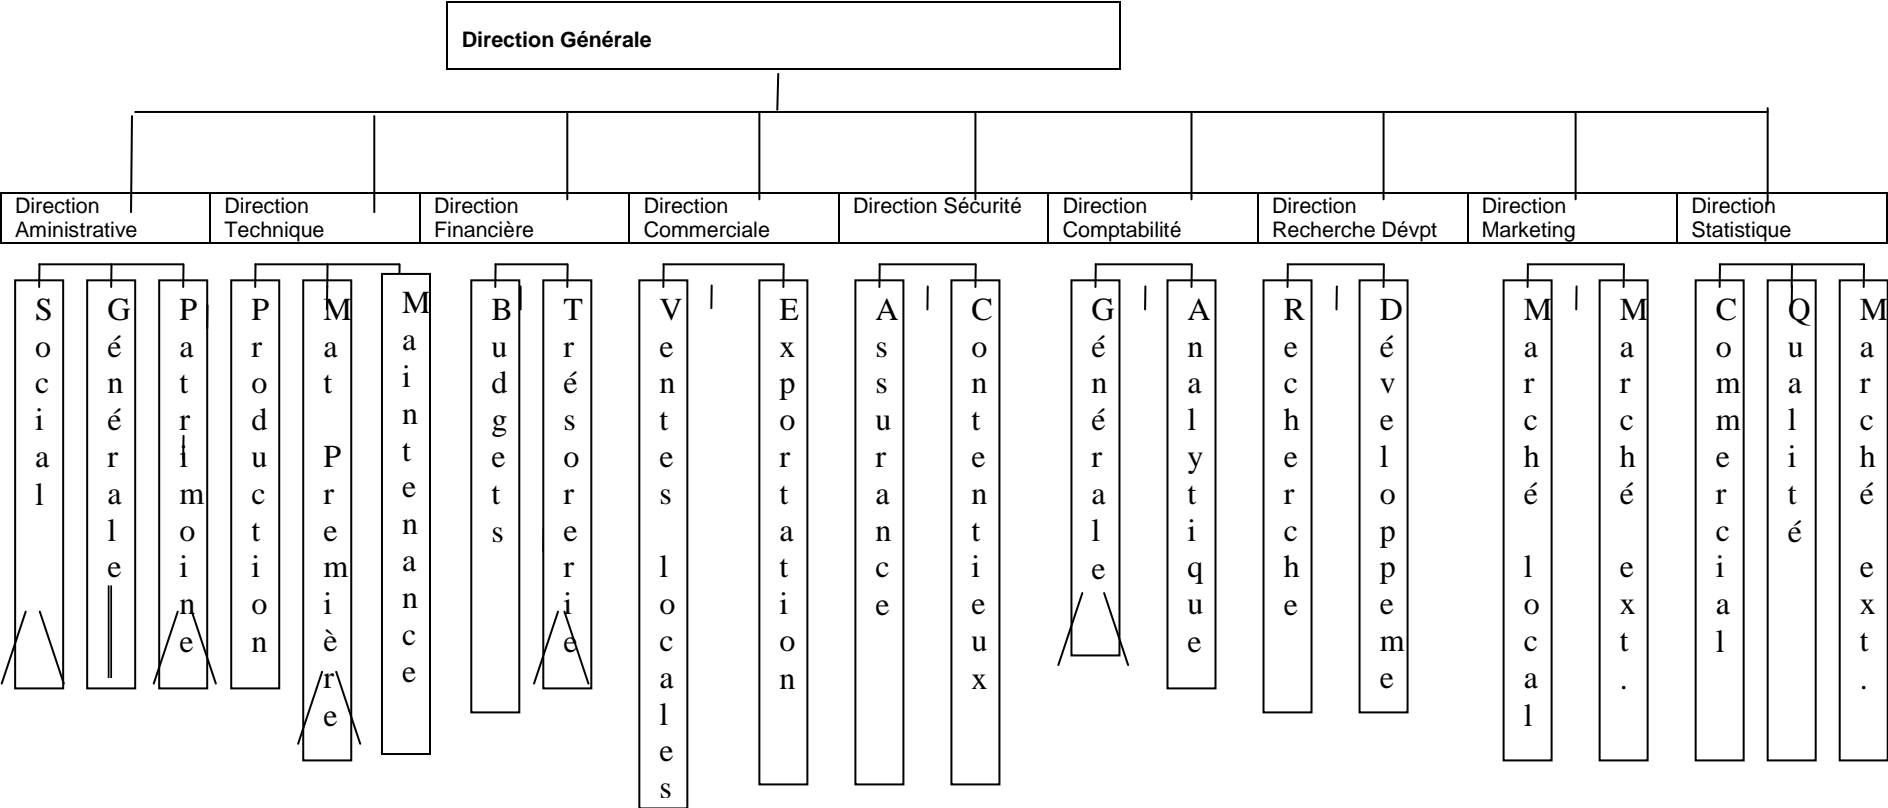 Direction Générale
Direction
Aministrative
Direction
Technique
Direction
Financière
Direction
Commerciale
Direction Sécurité
Direction
Comptabilité
Direction
Recherche Dévpt
Direction
Marketing
Direction
Statistique
Social
Générale
Patrimoine
Production
Mat Première
Maintenance
Budgets
Trésorerie
Ventes locales
Exportation
Assurance
Contentieux
Générale
Analytique
Recherche
Développeme
Marché local
Marché ext.
Commercial
Qualité
Marché ext.